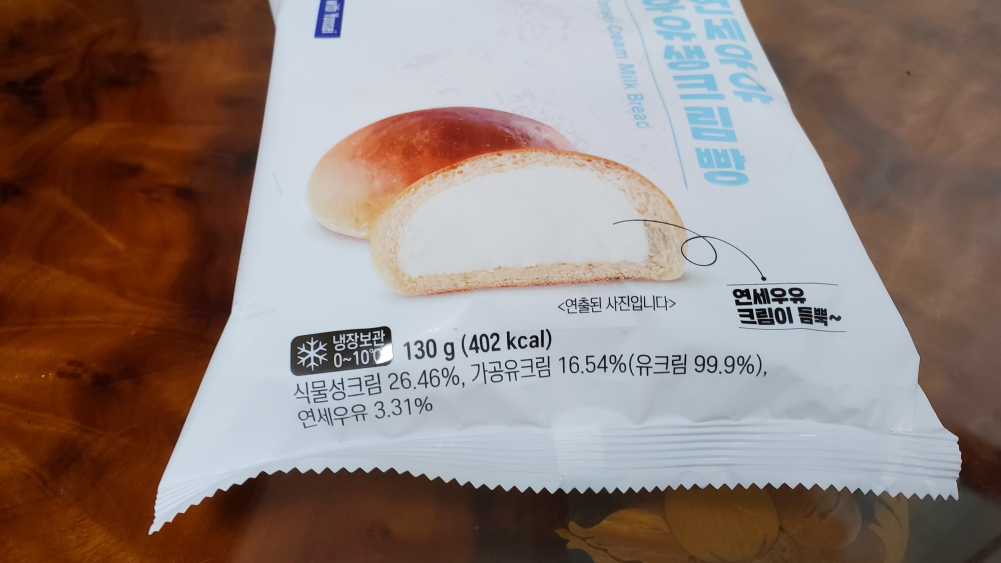 with Yonsei
Cream Milk Bread
우유생크림빵
<연출된 사진입니다>
연세우유
크림이 듬뿍~
냉장보관
0~10℃
130 g (402 kcal)
식물성크림 26.46%, 가공유크림 16.54%(유크림 99.9%),
연세우유 3.31%